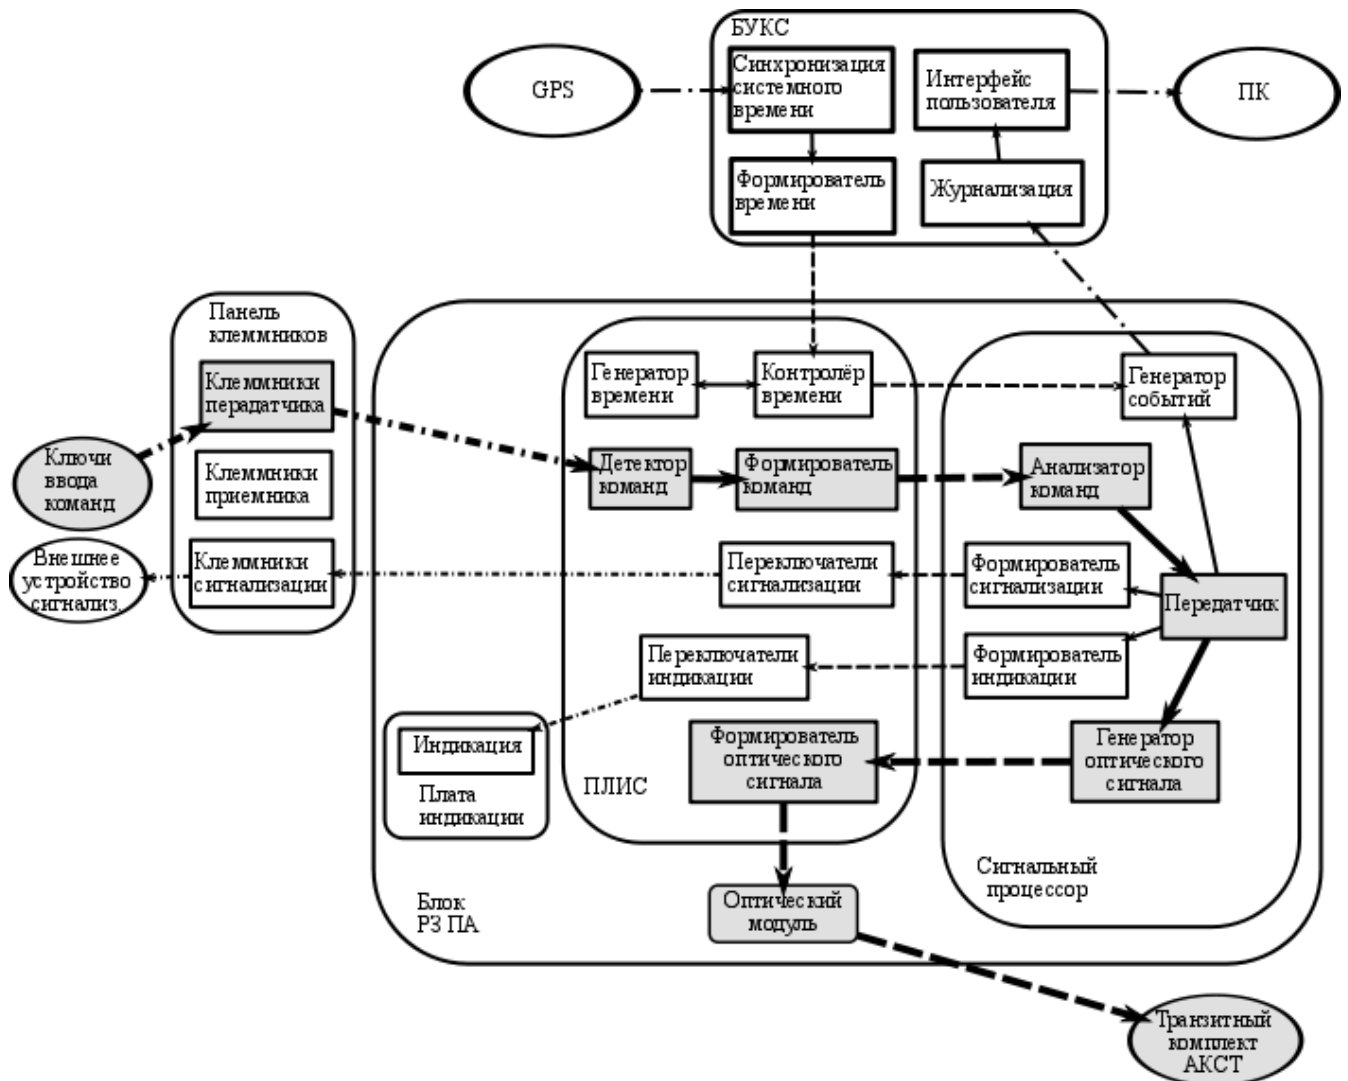 БУКС
GPS
Синхронизация
системного
времени
Интерфейс
пользователя
ПК
Формирователь
времени
Журнализация
Панель
клеммников
Клеммники
перадатчика
Генератор
времени
Контролёр
времени
Генератор
событий
Ключи
ввода
команд
Клеммники
приемника
Детектор
команд
Формирователь
команд
Анализатор
команд
Внешнее
устройство
сигнализ.
Клеммники
сигнализации
Переключатели
сигнализации
Формирователь
сигнализации
Передатчик
Переключатели
индикации
Формирователь
индикации
Индикация
Плата
индикации
Формирователь
оптического
сигнала
ПЛИС
Генератор
оптического
сигнала
Сигнальный
процессор
Блок
РЗ ПА
Оптический
модуль
Транзитный
комплект
АКСТ